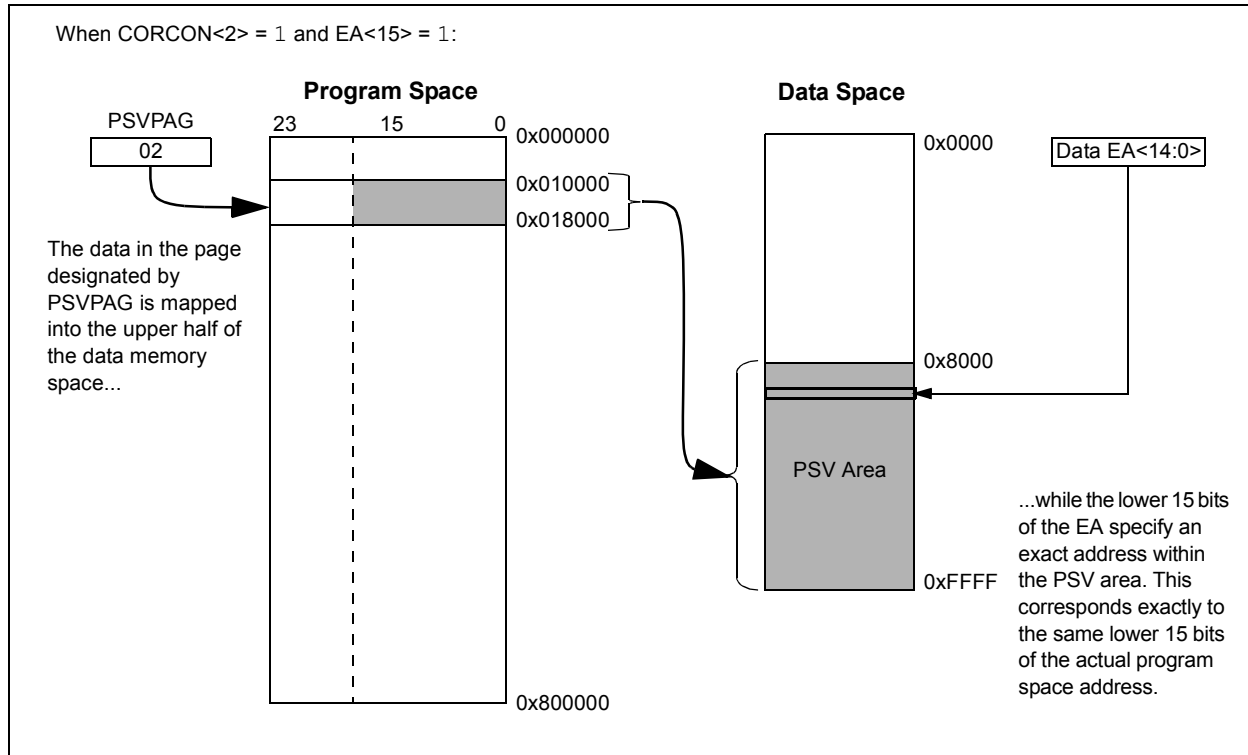 When CORCON<2> = 1 and EA<15> = 1:
Program Space
Data Space
PSVPAG
02
23 15 0
0x000000
0x010000
0x018000
0x800000
The data in the page
designated by
PSVPAG is mapped
into the upper half of
the data memory
space...
0x0000
0x8000
0xFFFF
PSV Area
Data EA<14:0>
...while the lower 15 bits
of the EA specify an
exact address within
the PSV area. This
corresponds exactly to
the same lower 15 bits
of the actual program
space address.